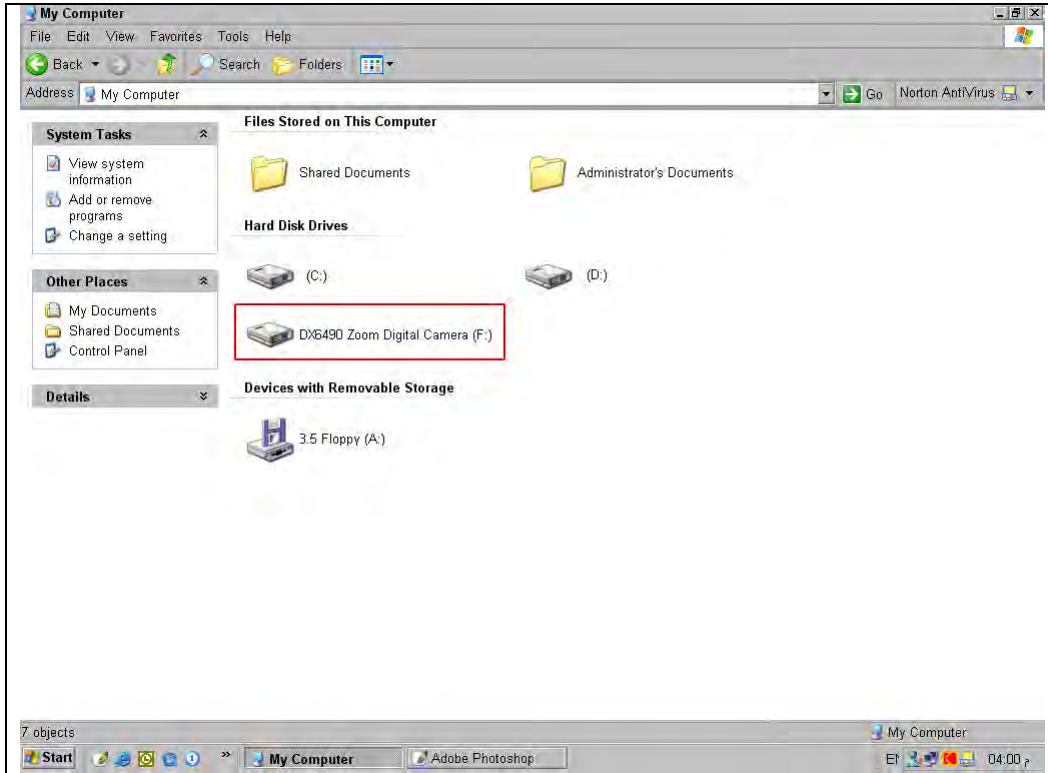 My Computer
File Edit View Favorites Tools Help
Back Search Folders
Address My Computer Go Norton AntiVirus
System Tasks
View system
information
Add or remove
programs
Change a setting
Other Places
My Documents
Shared Documents
Control Panel
Details
Files Stored on This Computer
Shared Documents Administrator's Documents
Hard Disk Drives
(C:) (D:)
DX6490 Zoom Digital Camera (F:)
Devices with Removable Storage
3.5 Floppy (A:)
7 objects My Computer
Start » My Computer Adobe Photoshop 04:00 م